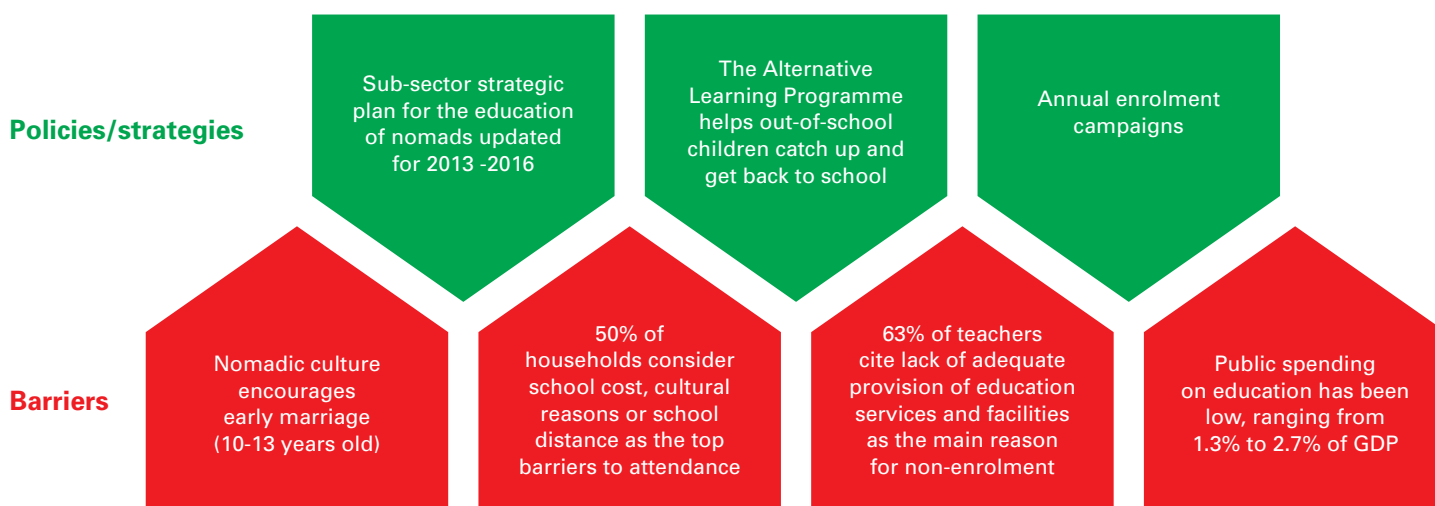 Policies/strategies
Sub-sector strategic
plan for the education
of nomads updated
for 2013 -2016
The Alternative
Learning Programme
helps out-of-school
children catch up and
get back to school
Annual enrolment
campaigns
Barriers
Nomadic culture
encourages
early marriage
(10-13 years old)
50% of
households consider
school cost, cultural
reasons or school
distance as the top
barriers to attendance
63% of teachers
cite lack of adequate
provision of education
services and facilities
as the main reason
for non-enrolment
Public spending
on education has been
low, ranging from
1.3% to 2.7% of GDP